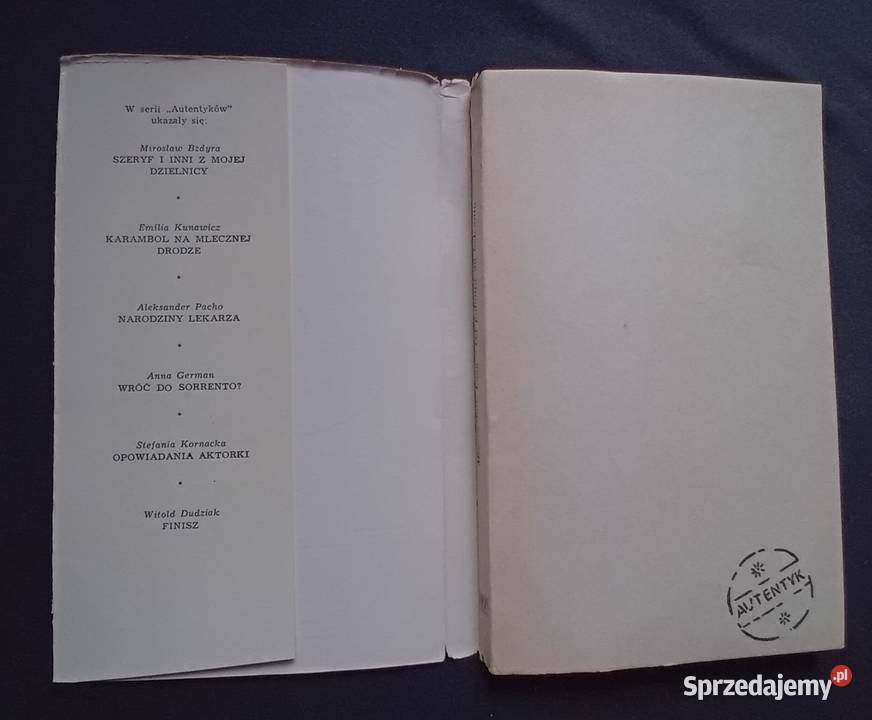 W serii „Autentyków"
ukazały się:
Mirosław Bzdyra
SZERYF I INNI Z MOJEJ
DZIELNICY
*
Emilia Kunawicz
KARAMBOL NA MLECZNEJ
DRODZE
*
Aleksander Pacho
NARODZINY LEKARZA
*
Anna German
WRÓĆ DO SORRENTO?
*
Stefania Kornacka
OPOWIADANIA AKTORKI
*
Witold Dudziak
FINISZ
AUTENTYK
Sprzedajemy.pl